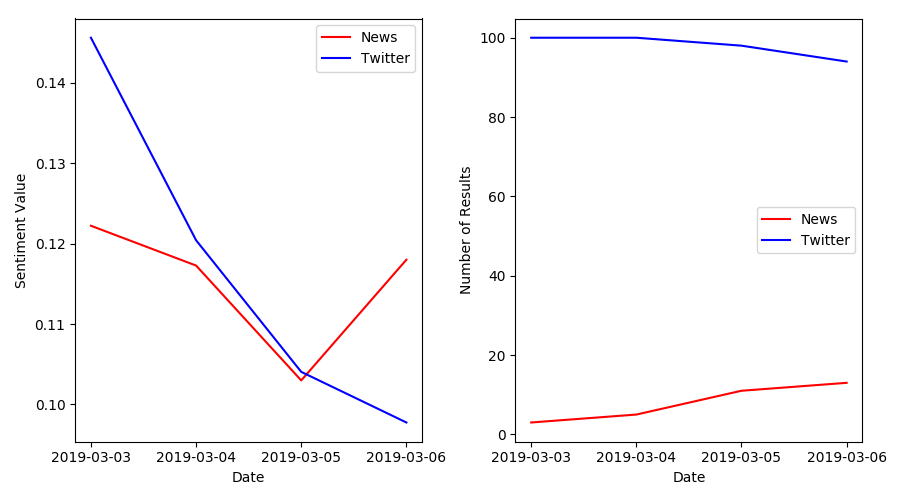 News
Twitter
Sentiment Value
0.14
0.13
0.12
0.11
0.10
2019-03-03 2019-03-04 2019-03-05 2019-03-06
Date
Number of Results
100
80
60
40
20
0
News
Twitter
2019-03-03 2019-03-04 2019-03-05 2019-03-06
Date